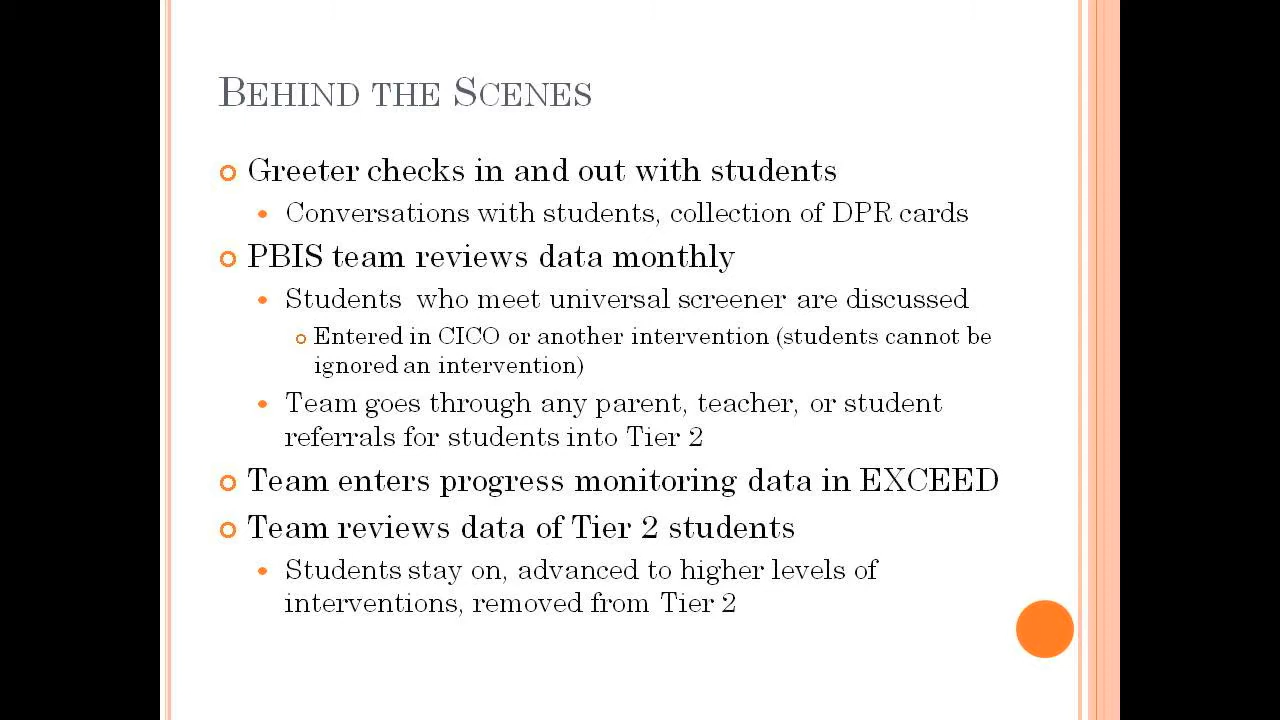 BEHIND THE SCENES
Greeter checks in and out with students
Conversations with students, collection of DPR cards
PBIS team reviews data monthly
Students who meet universal screener are discussed
Entered in CICO or another intervention (students cannot be
ignored an intervention)
Team goes through any parent, teacher, or student
referrals for students into Tier 2
Team enters progress monitoring data in EXCEED
Team reviews data of Tier 2 students
Students stay on, advanced to higher levels of
interventions, removed from Tier 2